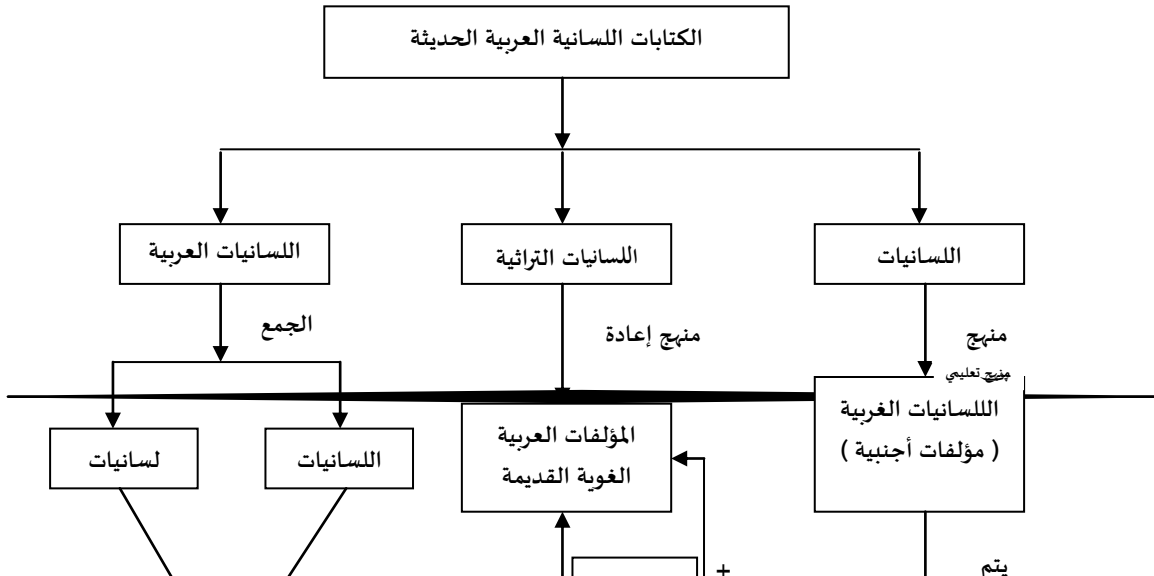 الكتابات اللسانية العربية الحديثة
اللسانيات
اللسانيات التراثية
اللسانيات العربية
منهج
منهج إعادة
الجمع
منهج تعليمي
الللسانيات الغربية
( مؤلفات أجنبية )
المؤلفات العربية
الغوية القديمة
اللسانيات
لسانيات
يتم
+